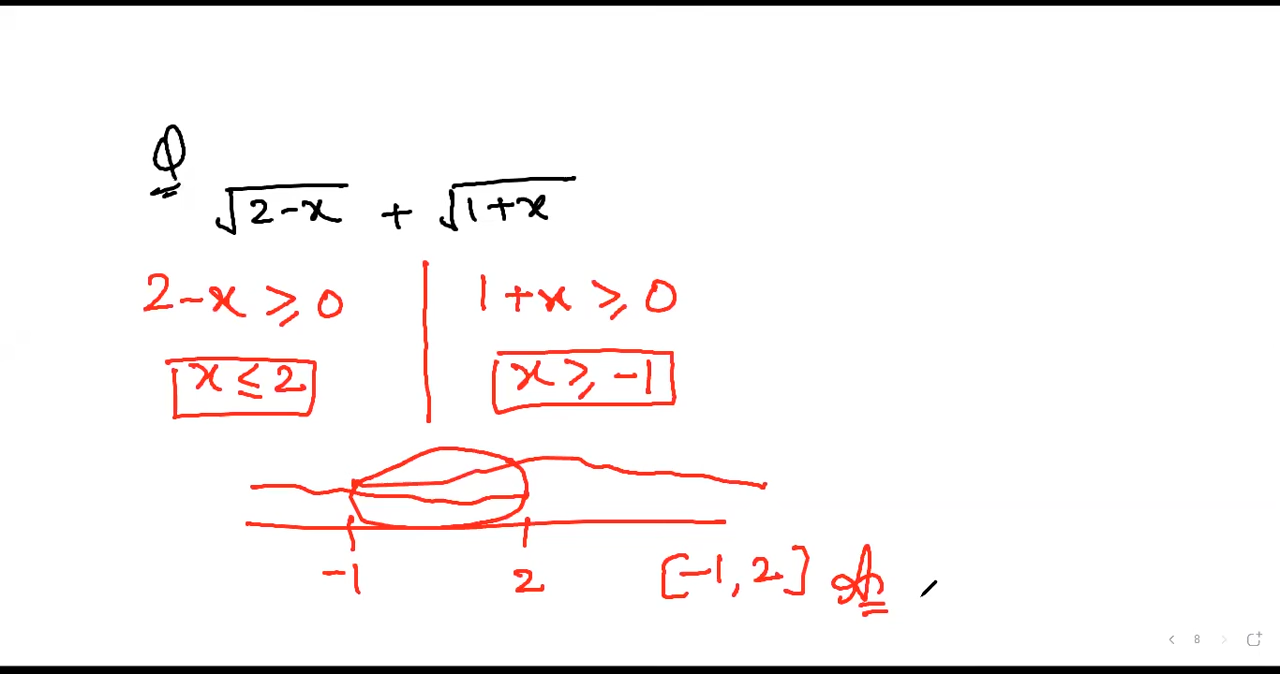 Q
√2-x + √1+x
2-x ≥ 0 | 1+x ≥ 0
x ≤ 2 | x ≥ -1
-1 2 [-1, 2] A
8